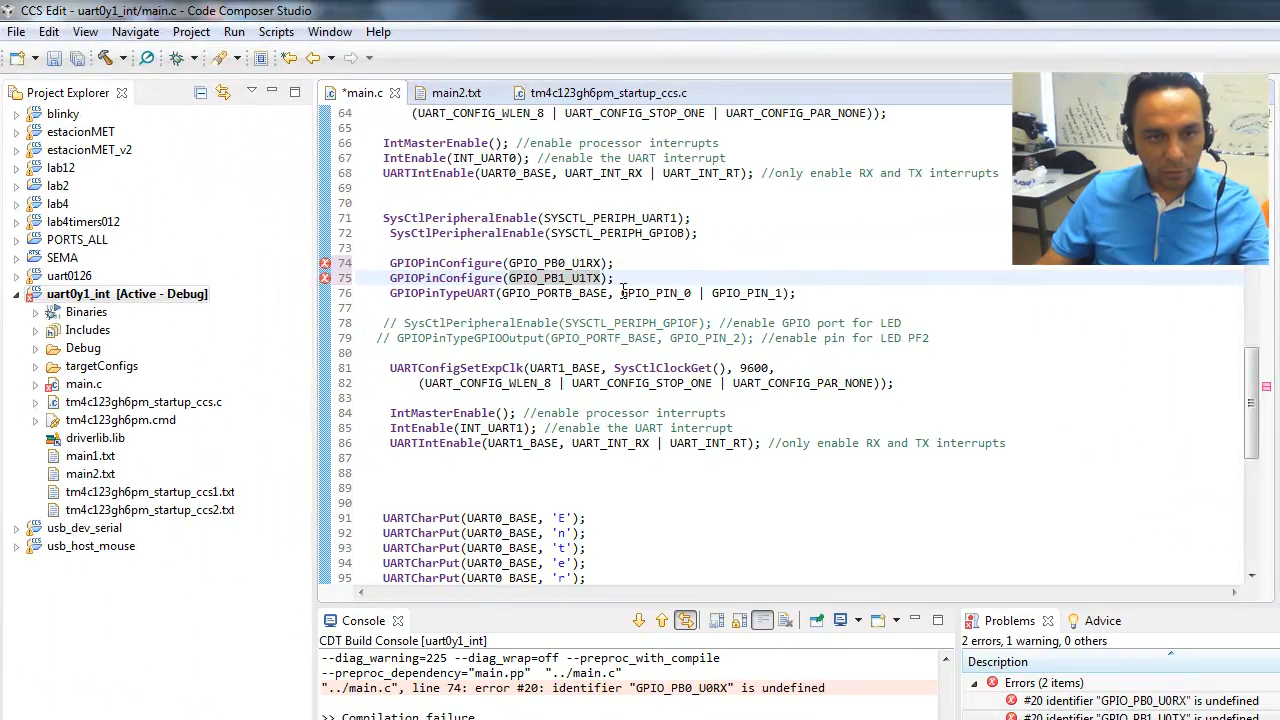 CCS Edit - uart0y1_int/main.c - Code Composer Studio
File Edit View Navigate Project Run Scripts Window Help
Project Explorer
*main.c main2.txt tm4c123gh6pm_startup_ccs.c
blinky
estacionMET
estacionMET_v2
lab12
lab2
lab4
lab4timers012
PORTS_ALL
SEMA
uart0126
uart0y1_int [Active - Debug]
Binaries
Includes
Debug
targetConfigs
main.c
tm4c123gh6pm_startup_ccs.c
tm4c123gh6pm.cmd
driverlib.lib
main1.txt
main2.txt
tm4c123gh6pm_startup_ccs1.txt
tm4c123gh6pm_startup_ccs2.txt
usb_dev_serial
usb_host_mouse
64 (UART_CONFIG_WLEN_8 | UART_CONFIG_STOP_ONE | UART_CONFIG_PAR_NONE));
65
66 IntMasterEnable(); //enable processor interrupts
67 IntEnable(INT_UART0); //enable the UART interrupt
68 UARTIntEnable(UART0_BASE, UART_INT_RX | UART_INT_RT); //only enable RX and TX interrupts
69
70
71 SysCtlPeripheralEnable(SYSCTL_PERIPH_UART1);
72 SysCtlPeripheralEnable(SYSCTL_PERIPH_GPIOB);
73
74 GPIOPinConfigure(GPIO_PB0_U1RX);
75 GPIOPinConfigure(GPIO_PB1_U1TX);
76 GPIOPinTypeUART(GPIO_PORTB_BASE, GPIO_PIN_0 | GPIO_PIN_1);
77
78 // SysCtlPeripheralEnable(SYSCTL_PERIPH_GPIOF); //enable GPIO port for LED
79 // GPIOPinTypeGPIOOutput(GPIO_PORTF_BASE, GPIO_PIN_2); //enable pin for LED PF2
80
81 UARTConfigSetExpClk(UART1_BASE, SysCtlClockGet(), 9600,
82 (UART_CONFIG_WLEN_8 | UART_CONFIG_STOP_ONE | UART_CONFIG_PAR_NONE));
83
84 IntMasterEnable(); //enable processor interrupts
85 IntEnable(INT_UART1); //enable the UART interrupt
86 UARTIntEnable(UART1_BASE, UART_INT_RX | UART_INT_RT); //only enable RX and TX interrupts
87
88
89
90
91 UARTCharPut(UART0_BASE, 'E');
92 UARTCharPut(UART0_BASE, 'n');
93 UARTCharPut(UART0_BASE, 't');
94 UARTCharPut(UART0_BASE, 'e');
95 UARTCharPut(UART0_BASE, 'r');
Console
CDT Build Console [uart0y1_int]
--diag_warning=225 --diag_wrap=off --preproc_with_compile
--preproc_dependency="main.pp" "../main.c"
"../main.c", line 74: error #20: identifier "GPIO_PB0_U0RX" is undefined
>> Compilation failure
Problems Advice
2 errors, 1 warning, 0 others
Description
Errors (2 items)
#20 identifier "GPIO_PB0_U0RX" is undefined
#20 identifier "GPIO_PB1_U0TX" is undefined